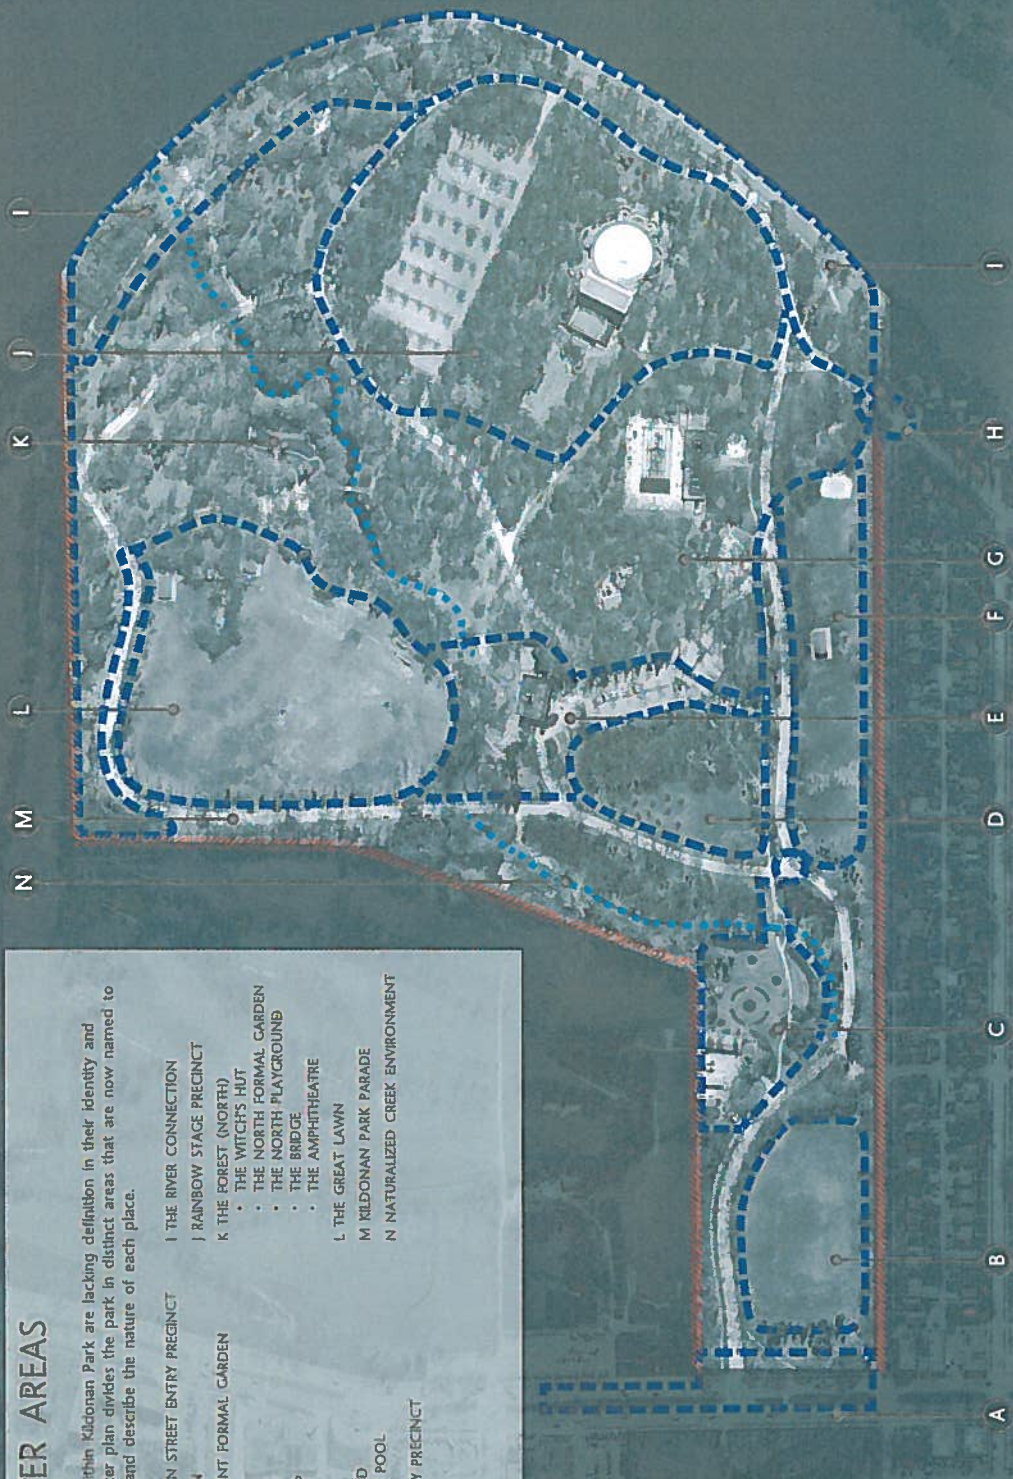 ER AREAS
thin Kildonan Park are lacking definition in their identity and
ter plan divides the park in distinct areas that are now named to
and describe the nature of each place.
N STREET ENTRY PRECINCT
N
NT FORMAL GARDEN
D
POOL
Y PRECINCT
I THE RIVER CONNECTION
J RAINBOW STAGE PRECINCT
K THE FOREST (NORTH)
• THE WITCH'S HUT
• THE NORTH FORMAL GARDEN
• THE NORTH PLAYGROUND
• THE BRIDGE
• THE AMPHITHEATRE
L THE GREAT LAWN
M KILDONAN PARK PARADE
N NATURALIZED CREEK ENVIRONMENT
N
M
L
K
J
I
A
B
C
D
E
F
G
H
I